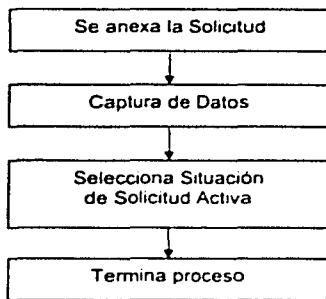 Se anexa la Solicitud
Captura de Datos
Selecciona Situación
de Solicitud Activa
Termina proceso